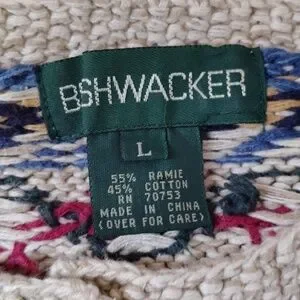 BSHWACKER
L
55% RAMIE
45% COTTON
RN 70753
MADE IN CHINA
(OVER FOR CARE)